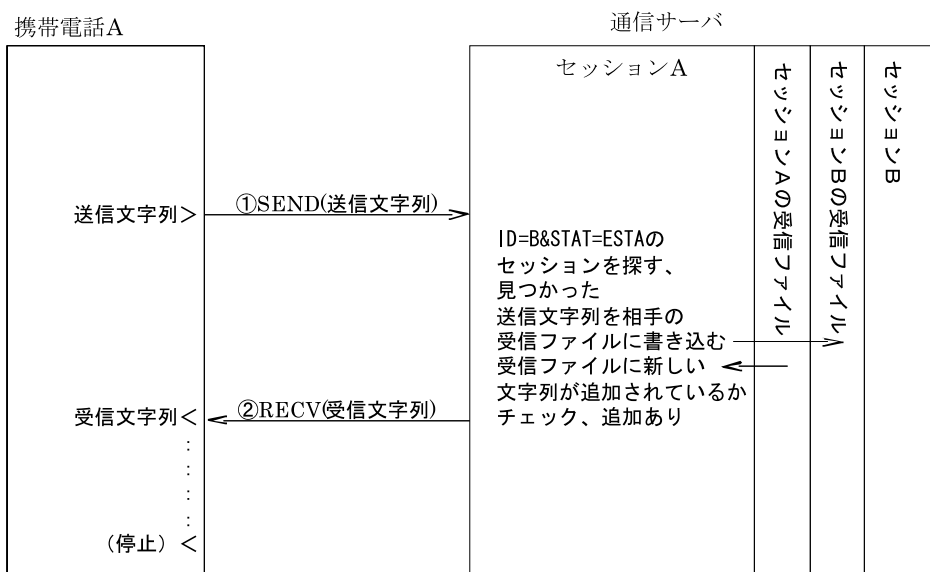 携帯電話A
通信サーバ
セッションA
セッションAの受信ファイル
セッションBの受信ファイル
セッションB
送信文字列>
①SEND(送信文字列)
ID=B&STAT=ESTAの
セッションを探す、
見つかった
送信文字列を相手の
受信ファイルに書き込む
受信ファイルに新しい
文字列が追加されているか
チェック、追加あり
受信文字列<
②RECV(受信文字列)
:
:
:
:
(停止) <